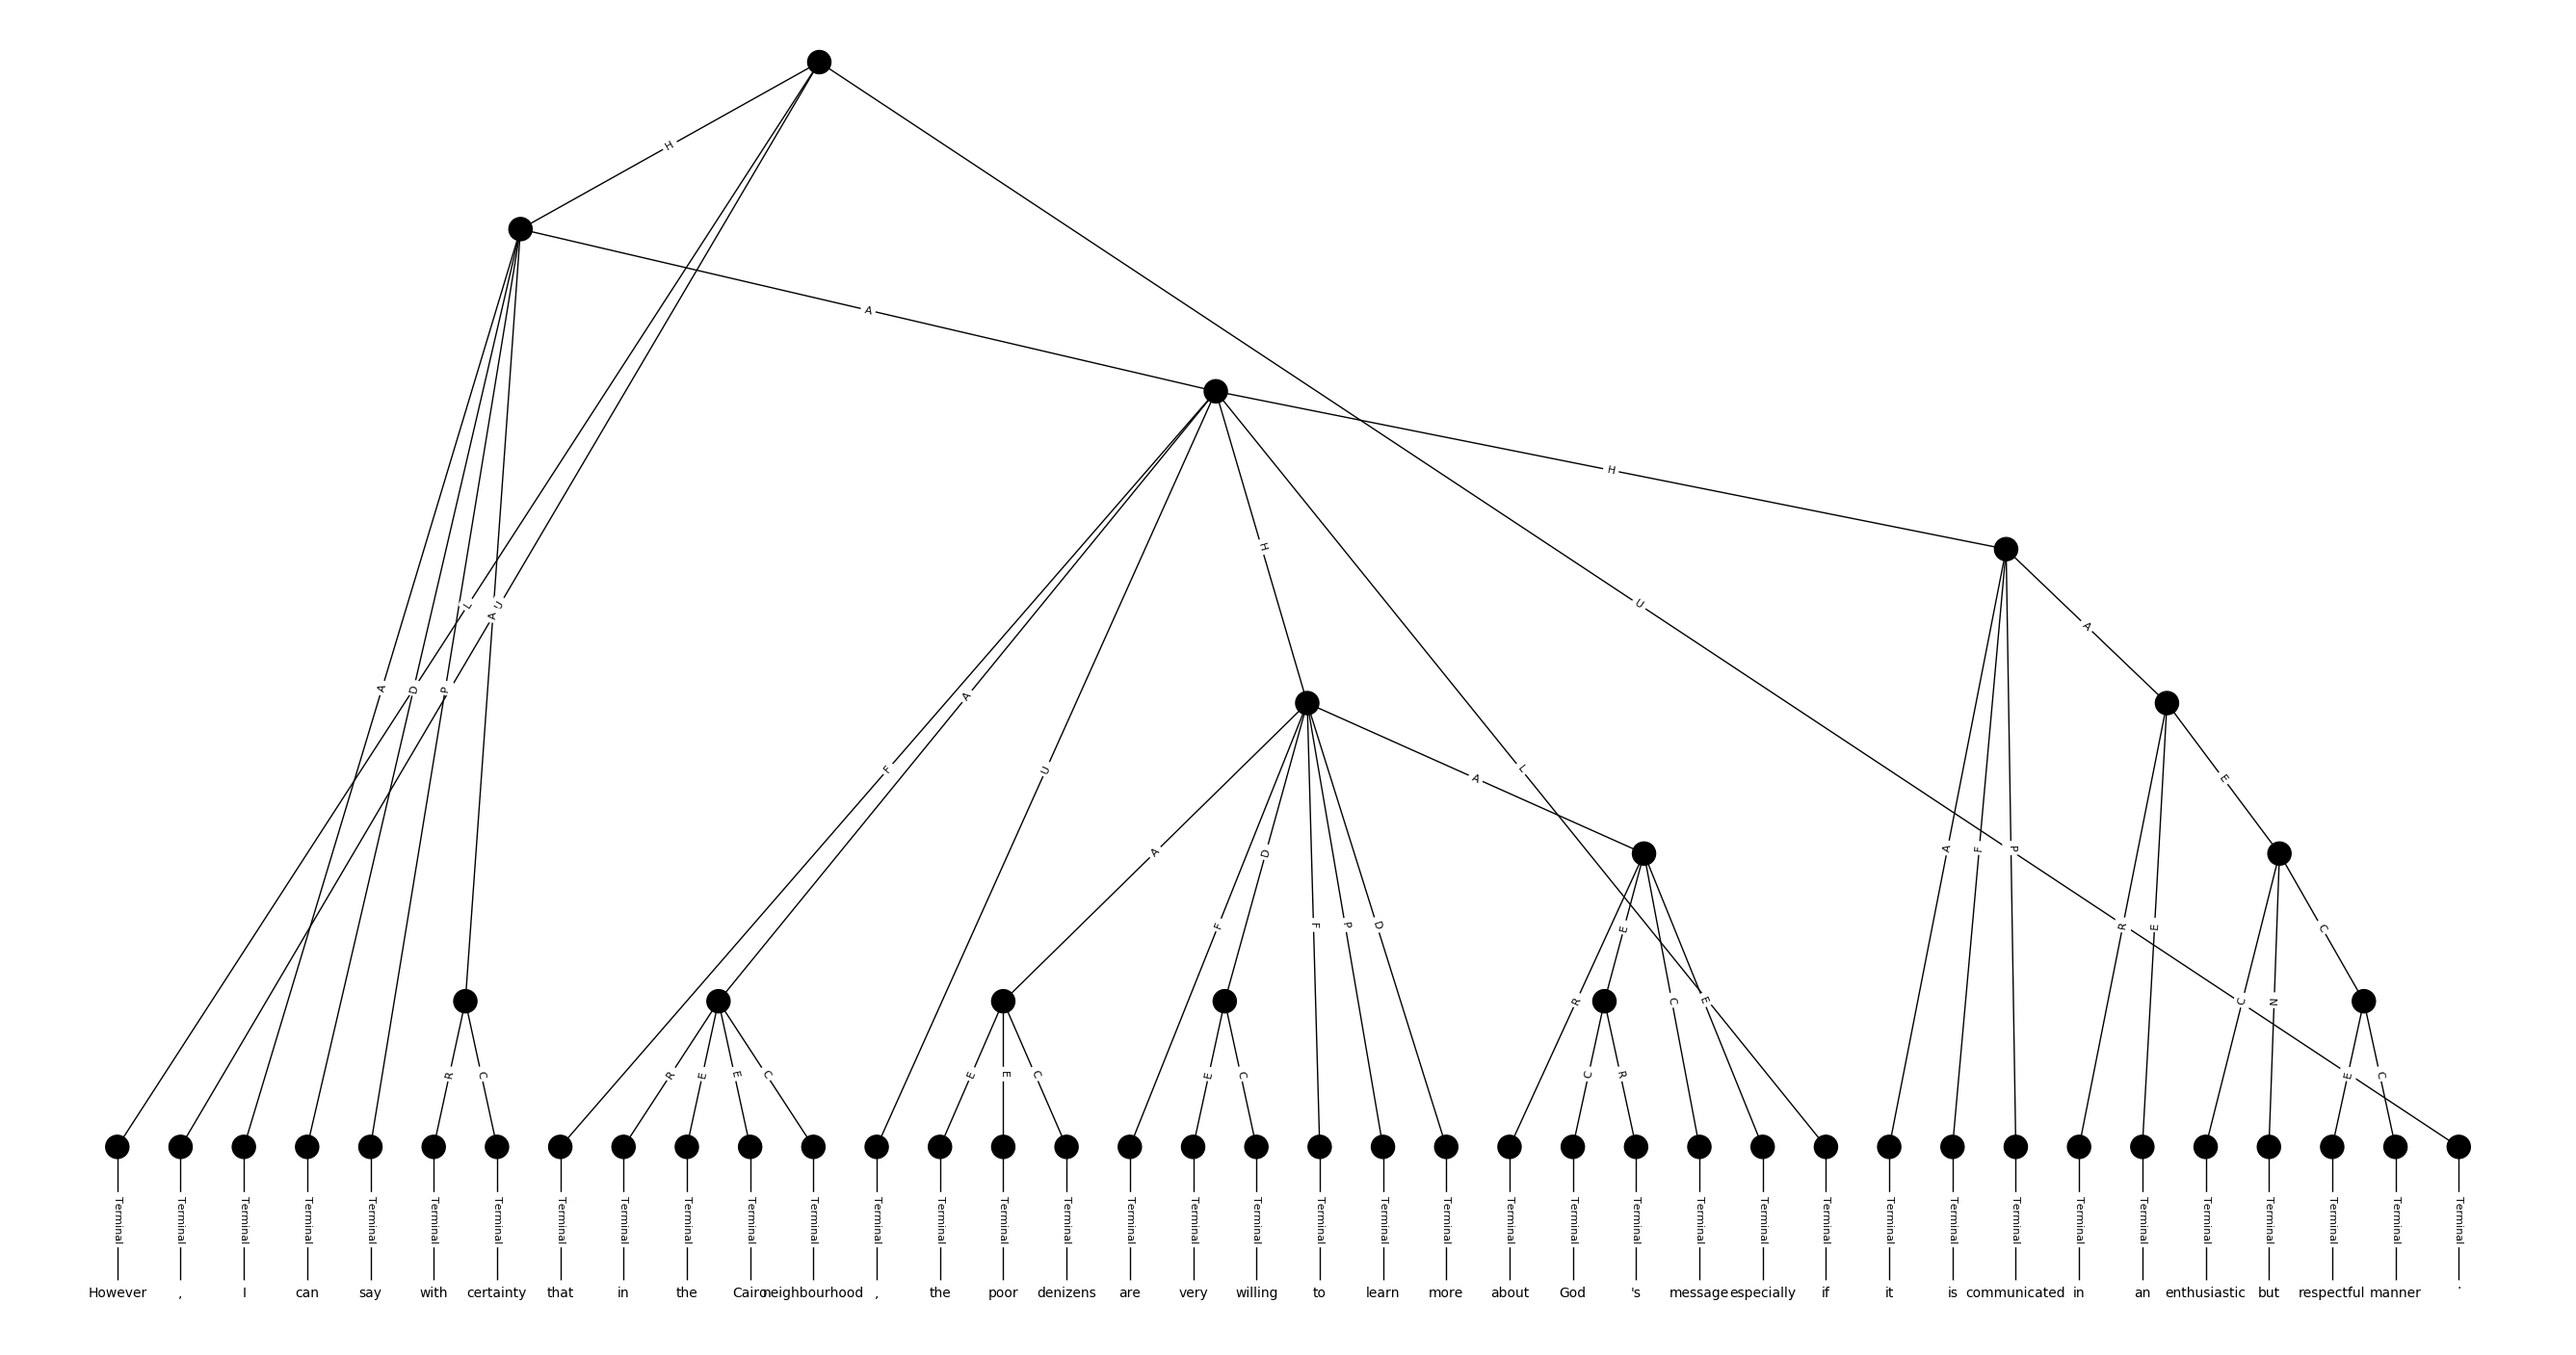 H
A
H
H
L
A
U
U
A
A
D
P
A
F
U
L
A
A
D
A
F
P
E
F
F
P
D
E
R
E
R
C
R
E
C
N
C
R
C
R
E
E
C
E
E
C
E
C
C
R
E
C
Terminal Terminal Terminal Terminal Terminal Terminal Terminal Terminal Terminal Terminal Terminal Terminal Terminal Terminal Terminal Terminal Terminal Terminal Terminal Terminal Terminal Terminal Terminal Terminal Terminal Terminal Terminal Terminal Terminal Terminal Terminal Terminal Terminal Terminal Terminal Terminal Terminal Terminal
However , I can say with certainty that in the Cairo neighbourhood , the poor denizens are very willing to learn more about God 's message especially if it is communicated in an enthusiastic but respectful manner .